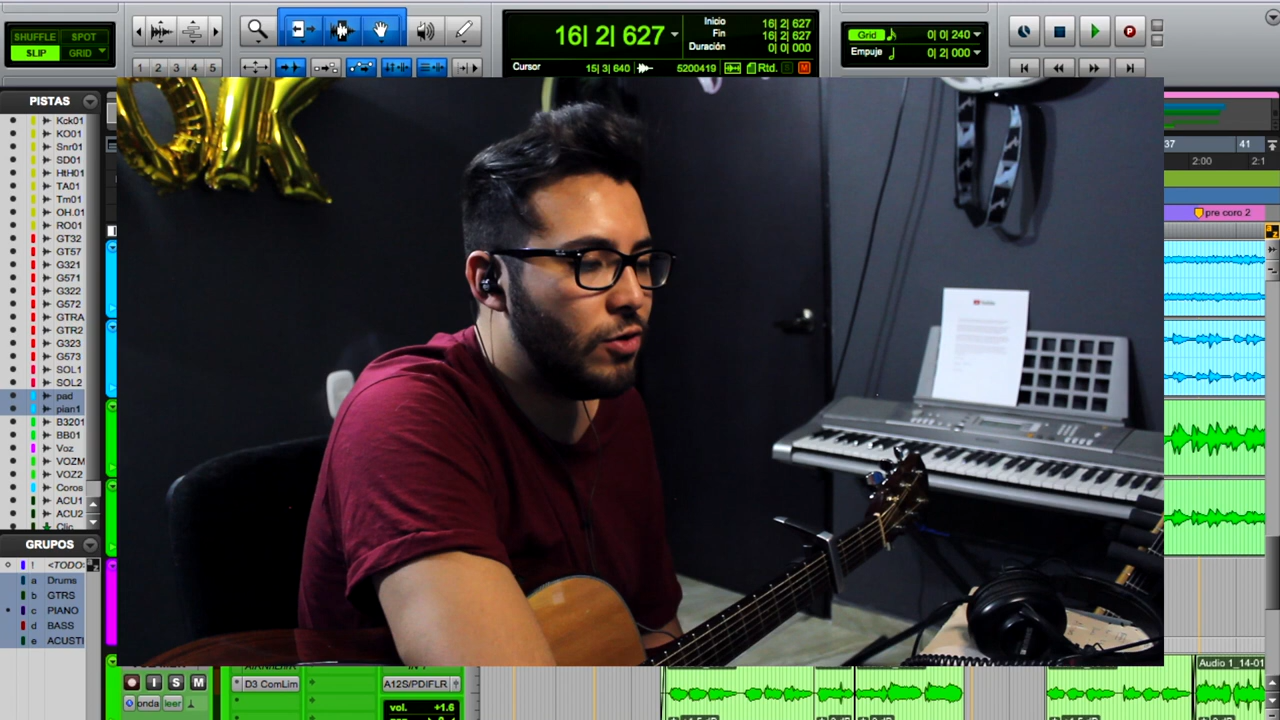 SHUFFLE SPOT
SLIP GRID
1 2 3 4 5
16| 2| 627
Inicio 16| 2| 627
Fin 16| 2| 627
Duración 0| 0| 000
Cursor 15| 3| 640 5200419 Rtd. S M
Grid 0| 0| 240
Empuje 0| 2| 000
PISTAS
Kck01
KO01
Snr01
SD01
HtH01
TA01
Tm01
OH.01
RO01
GT32
GT57
G321
G571
G322
G572
GTRA
GTR2
G323
G573
SOL1
SOL2
pad
pian1
B3201
BB01
Voz
VOZM
VOZ2
Coros
ACU1
ACU2
Clic
GRUPOS
! <TODO
a Drums
b GTRS
c PIANO
d BASS
e ACUSTI
OK
37 41
2:00 2:1
pre coro 2
I S M
onda leer
D3 ComLim
A12S/PDIFLR
vol. +1.6
Audio 1_14-01